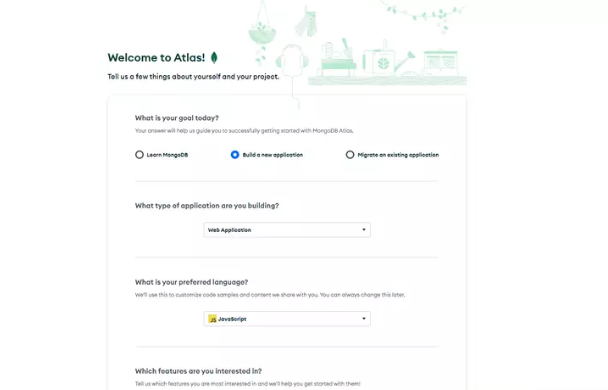 Welcome to Atlas!
Tell us a few things about yourself and your project.
What is your goal today?
Your answer will help us guide you to successfully getting started with MongoDB Atlas.
Learn MongoDB
Build a new application
Migrate an existing application
What type of application are you building?
Web Application
What is your preferred language?
We'll use this to customize code samples and content we share with you. You can always change this later.
JS JavaScript
Which features are you interested in?
Tell us which features you are most interested in and we'll help you get started with them!